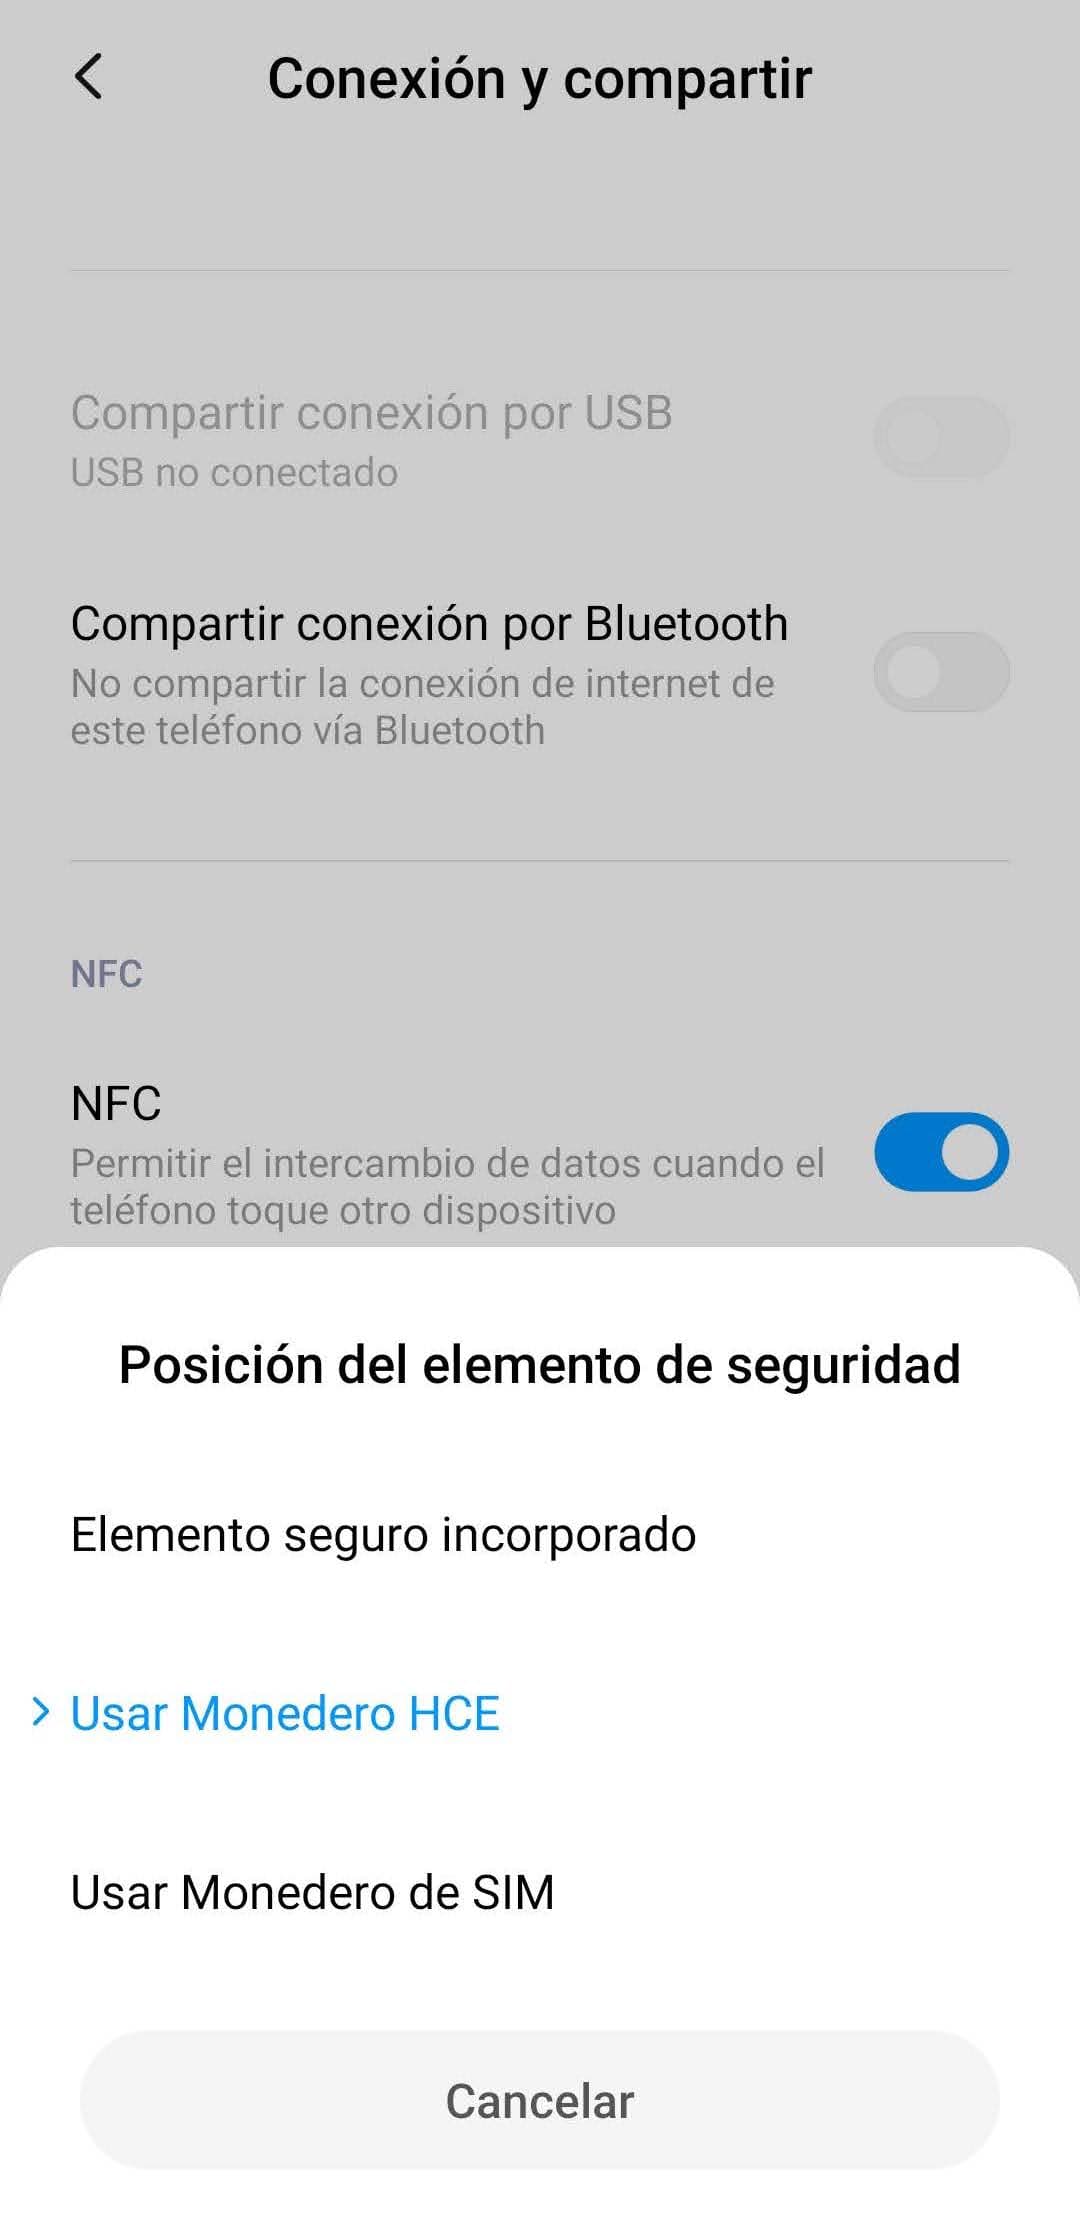 Conexión y compartir
Compartir conexión por USB
USB no conectado
Compartir conexión por Bluetooth
No compartir la conexión de internet de
este teléfono vía Bluetooth
NFC
NFC
Permitir el intercambio de datos cuando el
teléfono toque otro dispositivo
Posición del elemento de seguridad
Elemento seguro incorporado
Usar Monedero HCE
Usar Monedero de SIM
Cancelar